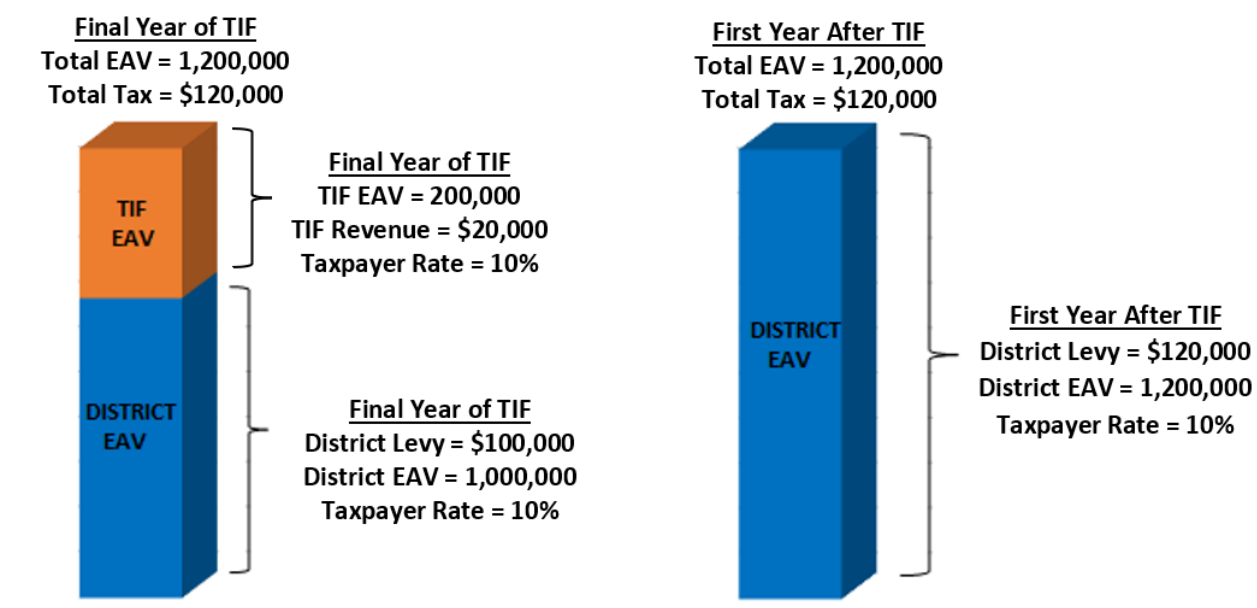 Final Year of TIF
Total EAV = 1,200,000
Total Tax = $120,000
TIF
EAV
Final Year of TIF
TIF EAV = 200,000
TIF Revenue = $20,000
Taxpayer Rate = 10%
DISTRICT
EAV
Final Year of TIF
District Levy = $100,000
District EAV = 1,000,000
Taxpayer Rate = 10%
First Year After TIF
Total EAV = 1,200,000
Total Tax = $120,000
DISTRICT
EAV
First Year After TIF
District Levy = $120,000
District EAV = 1,200,000
Taxpayer Rate = 10%